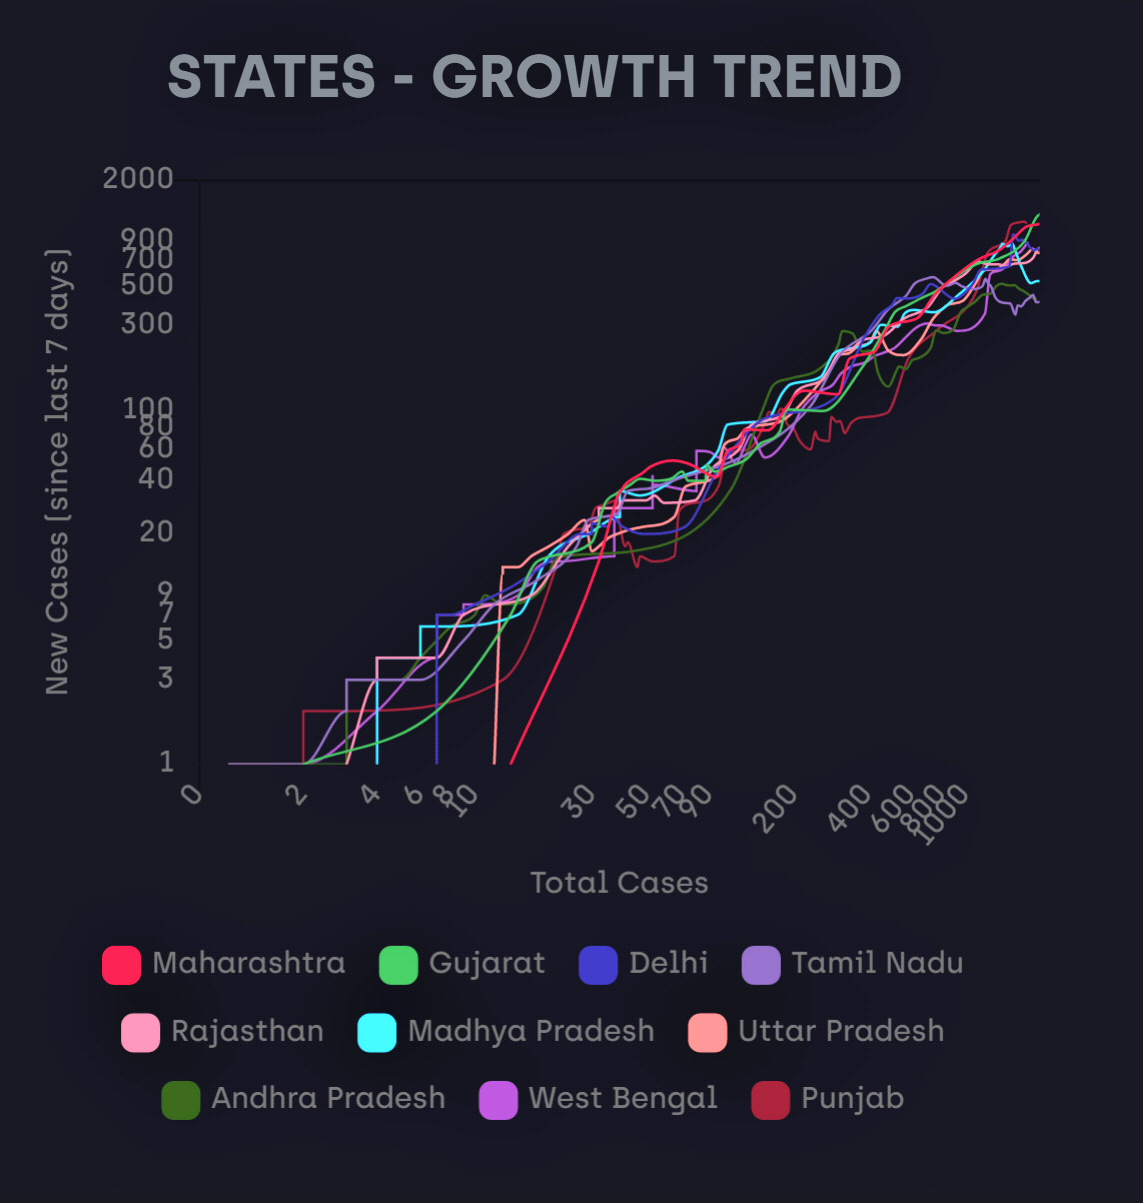 STATES - GROWTH TREND
2000
900
700
500
300
100
80
60
40
20
9
7
5
3
1
New Cases (since last 7 days)
0 2 4 6 8 10 30 50 70 90 200 400 600 800 1000
Total Cases
Maharashtra Gujarat Delhi Tamil Nadu
Rajasthan Madhya Pradesh Uttar Pradesh
Andhra Pradesh West Bengal Punjab